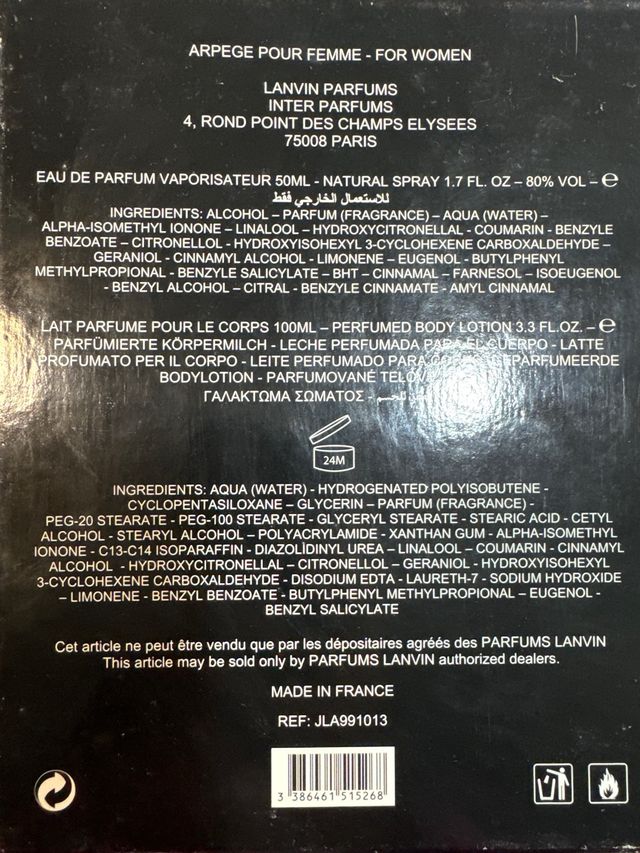 ARPEGE POUR FEMME - FOR WOMEN
LANVIN PARFUMS
INTER PARFUMS
4, ROND POINT DES CHAMPS ELYSEES
75008 PARIS
EAU DE PARFUM VAPORISATEUR 50ML - NATURAL SPRAY 1.7 FL. OZ – 80% VOL – ℮
للاستعمال الخارجي فقط
INGREDIENTS: ALCOHOL – PARFUM (FRAGRANCE) – AQUA (WATER) –
ALPHA-ISOMETHYL IONONE – LINALOOL – HYDROXYCITRONELLAL - COUMARIN - BENZYLE
BENZOATE – CITRONELLOL - HYDROXYISOHEXYL 3-CYCLOHEXENE CARBOXALDEHYDE –
GERANIOL - CINNAMYL ALCOHOL - LIMONENE – EUGENOL - BUTYLPHENYL
METHYLPROPIONAL - BENZYLE SALICYLATE – BHT – CINNAMAL – FARNESOL – ISOEUGENOL
- BENZYL ALCOHOL – CITRAL - BENZYLE CINNAMATE - AMYL CINNAMAL
LAIT PARFUME POUR LE CORPS 100ML – PERFUMED BODY LOTION 3.3 FL.OZ. – ℮
PARFÜMIERTE KÖRPERMILCH - LECHE PERFUMADA PARA EL CUERPO - LATTE
PROFUMATO PER IL CORPO - LEITE PERFUMADO PARA GEPARFUMEERDE
BODYLOTION - PARFUMOVANÉ
ΓΑΛΑΚΤΩΜΑ ΣΩΜΑΤΟΣ - للجسم
24M
INGREDIENTS: AQUA (WATER) - HYDROGENATED POLYISOBUTENE -
CYCLOPENTASILOXANE – GLYCERIN – PARFUM (FRAGRANCE) -
PEG-20 STEARATE - PEG-100 STEARATE – GLYCERYL STEARATE - STEARIC ACID - CETYL
ALCOHOL - STEARYL ALCOHOL – POLYACRYLAMIDE - XANTHAN GUM - ALPHA-ISOMETHYL
IONONE - C13-C14 ISOPARAFFIN - DIAZOLIDINYL UREA – LINALOOL – COUMARIN - CINNAMYL
ALCOHOL - HYDROXYCITRONELLAL – CITRONELLOL - GERANIOL - HYDROXYISOHEXYL
3-CYCLOHEXENE CARBOXALDEHYDE - DISODIUM EDTA - LAURETH-7 - SODIUM HYDROXIDE
– LIMONENE - BENZYL BENZOATE - BUTYLPHENYL METHYLPROPIONAL – EUGENOL -
BENZYL SALICYLATE
Cet article ne peut être vendu que par les dépositaires agréés des PARFUMS LANVIN
This article may be sold only by PARFUMS LANVIN authorized dealers.
MADE IN FRANCE
REF: JLA991013
3 386461 515268